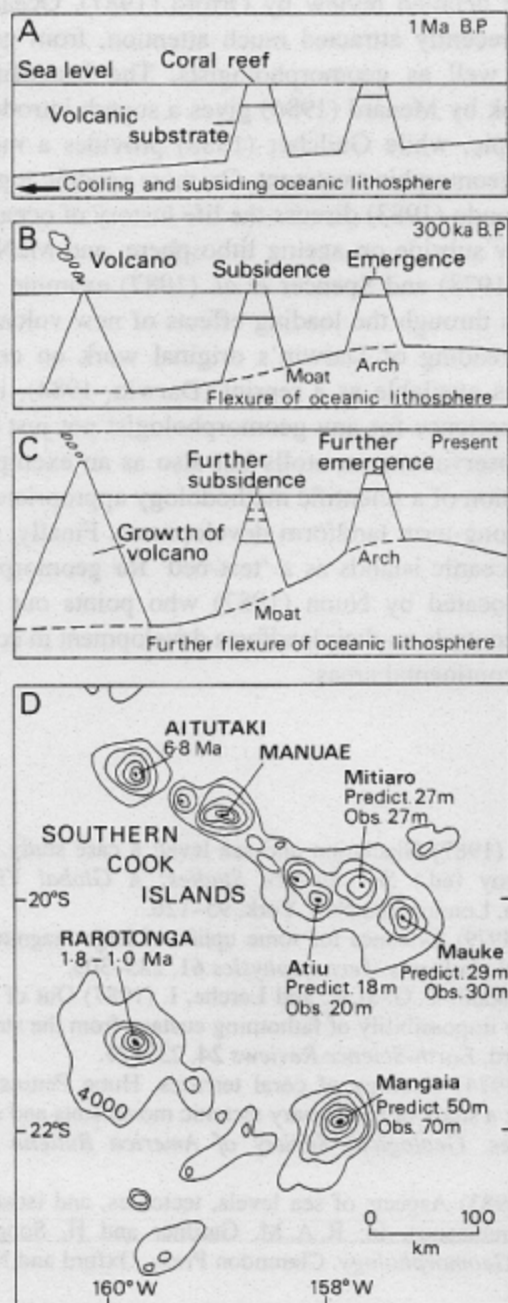 A
1 Ma B.P.
Sea level
Coral reef
Volcanic
substrate
Cooling and subsiding oceanic lithosphere
B
300 ka B.P.
Volcano
Subsidence
Emergence
Moat
Arch
Flexure of oceanic lithosphere
C
Present
Further
subsidence
Further
emergence
Growth of
volcano
Arch
Moat
Further flexure of oceanic lithosphere
D
AITUTAKI
6·8 Ma
MANUAE
Mitiaro
Predict. 27m
Obs. 27m
SOUTHERN
COOK
ISLANDS
20°S
RAROTONGA
1·8–1·0 Ma
Atiu
Predict. 18m
Obs. 20m
Mauke
Predict. 29m
Obs. 30m
4000
Mangaia
Predict. 50m
Obs. 70m
22°S
0 10
km
160°W
158°W